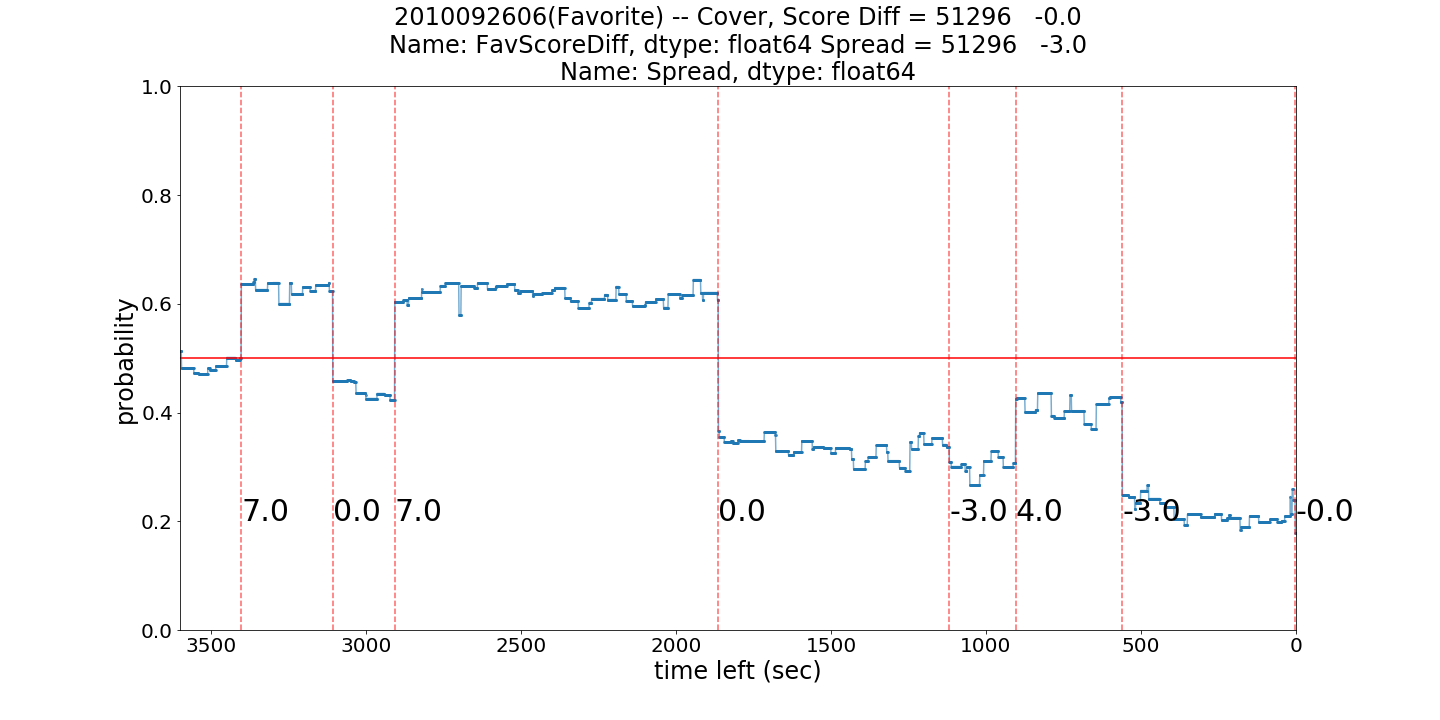 2010092606(Favorite) -- Cover, Score Diff = 51296   -0.0
Name: FavScoreDiff, dtype: float64 Spread = 51296   -3.0
Name: Spread, dtype: float64
1.0
0.8
0.6
0.4
0.2
0.0
probability
7.0 0.0 7.0 0.0 -3.0 4.0 -3.0 -0.0
3500 3000 2500 2000 1500 1000 500 0
time left (sec)